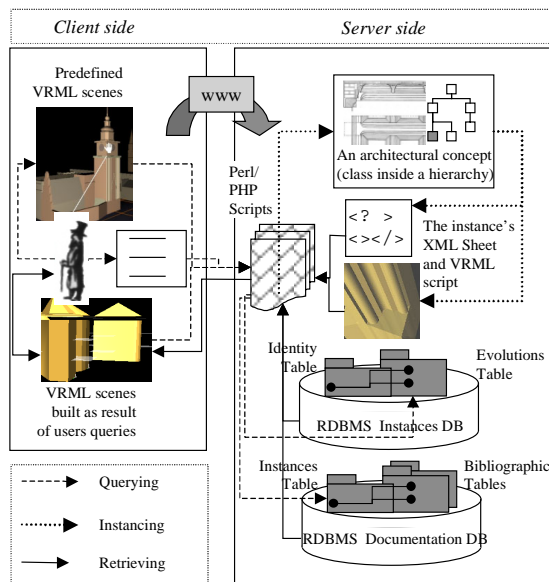 Client side
Server side
Predefined
VRML scenes
www
Perl/
PHP
Scripts
An architectural concept
(class inside a hierarchy)
<? >
<></>
The instance's
XML Sheet
and VRML
script
VRML scenes
built as result
of users queries
Identity
Table
Evolutions
Table
RDBMS Instances DB
Instances
Table
Bibliographic
Tables
RDBMS Documentation DB
Querying
Instancing
Retrieving